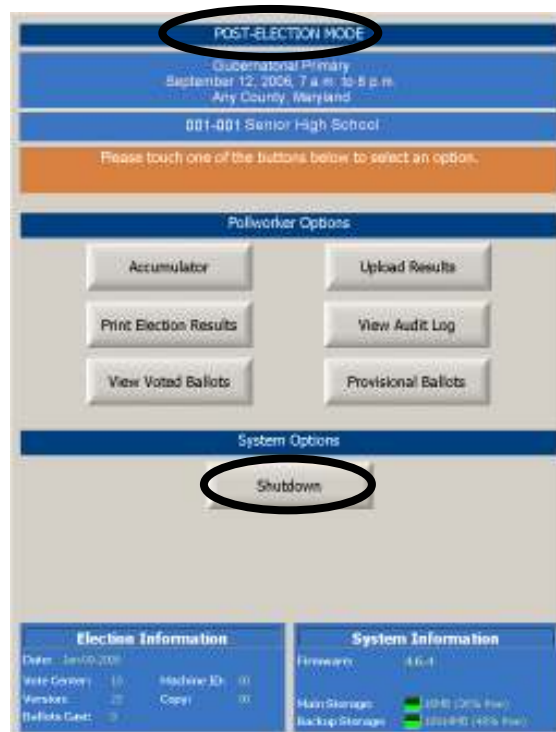 POST-ELECTION MODE
Gubernatorial Primary
September 12, 2006, 7 a.m. to 8 p.m.
Any County, Maryland
001-001 Senior High School
Please touch one of the buttons below to select an option.
Pollworker Options
Accumulator
Upload Results
Print Election Results
View Audit Log
View Voted Ballots
Provisional Ballots
System Options
Shutdown
Election Information
System Information
Date:
Firmware: 4.6.4
Vote Center:
Machine ID:
Version:
Copy:
Main Storage:
Ballots Cast:
Backup Storage: